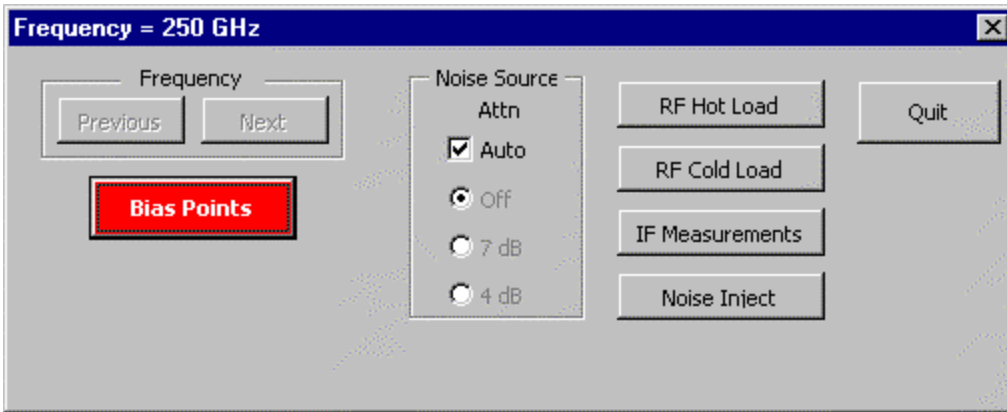 Frequency = 250 GHz
Frequency
Previous
Next
Bias Points
Noise Source
Attn
Auto
Off
7 dB
4 dB
RF Hot Load
RF Cold Load
IF Measurements
Noise Inject
Quit